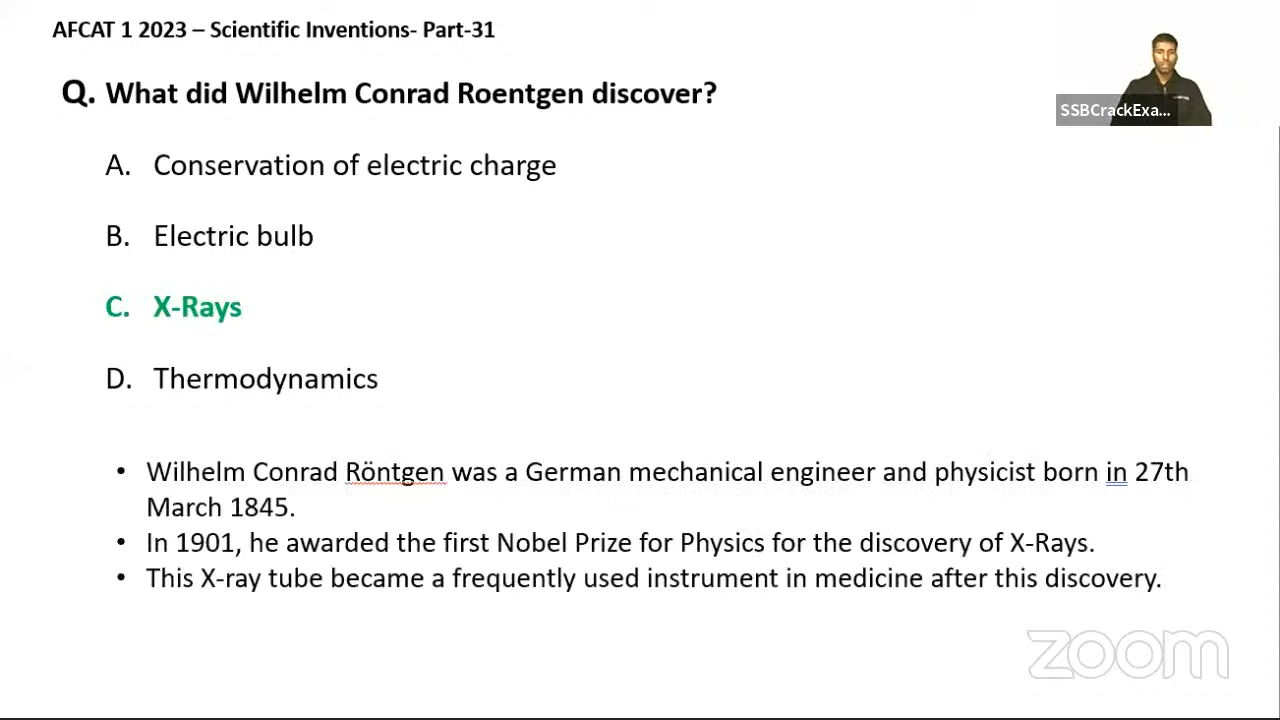 AFCAT 1 2023 – Scientific Inventions- Part-31
SSBCrackExa...
Q. What did Wilhelm Conrad Roentgen discover?
A. Conservation of electric charge
B. Electric bulb
C. X-Rays
D. Thermodynamics
• Wilhelm Conrad Röntgen was a German mechanical engineer and physicist born in 27th
March 1845.
• In 1901, he awarded the first Nobel Prize for Physics for the discovery of X-Rays.
• This X-ray tube became a frequently used instrument in medicine after this discovery.
zoom